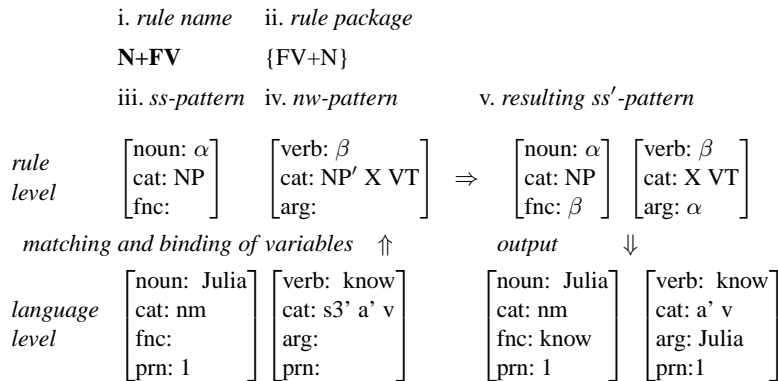 i. rule name ii. rule package
N+FV {FV+N}
iii. ss-pattern iv. nw-pattern v. resulting ss′-pattern
rule level
noun: α verb: β noun: α verb: β
cat: NP cat: NP′ X VT ⇒ cat: NP cat: X VT
fnc: arg: fnc: β arg: α
matching and binding of variables ⇑ output ⇓
language level
noun: Julia verb: know noun: Julia verb: know
cat: nm cat: s3’ a’ v cat: nm cat: a’ v
fnc: arg: fnc: know arg: Julia
prn: 1 prn: prn: 1 prn:1